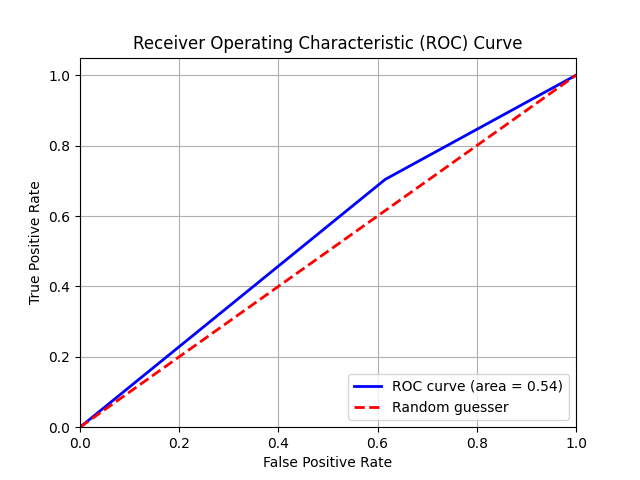 Receiver Operating Characteristic (ROC) Curve
True Positive Rate
1.0
0.8
0.6
0.4
0.2
0.0
ROC curve (area = 0.54)
Random guesser
0.0 0.2 0.4 0.6 0.8 1.0
False Positive Rate